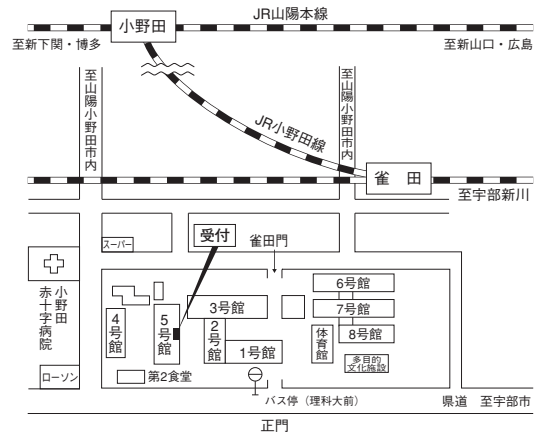 JR山陽本線
小野田
至新下関・博多
至新山口・広島
至山陽小野田市内
至山陽小野田市内
JR小野田線
雀 田
至宇部新川
受付
雀田門
スーパー
小野田
赤十字病院
ローソン
4号館
5号館
3号館
2号館
1号館
第2食堂
6号館
7号館
8号館
体育館
多目的
文化施設
バス停（理科大前）
県道 至宇部市
正門